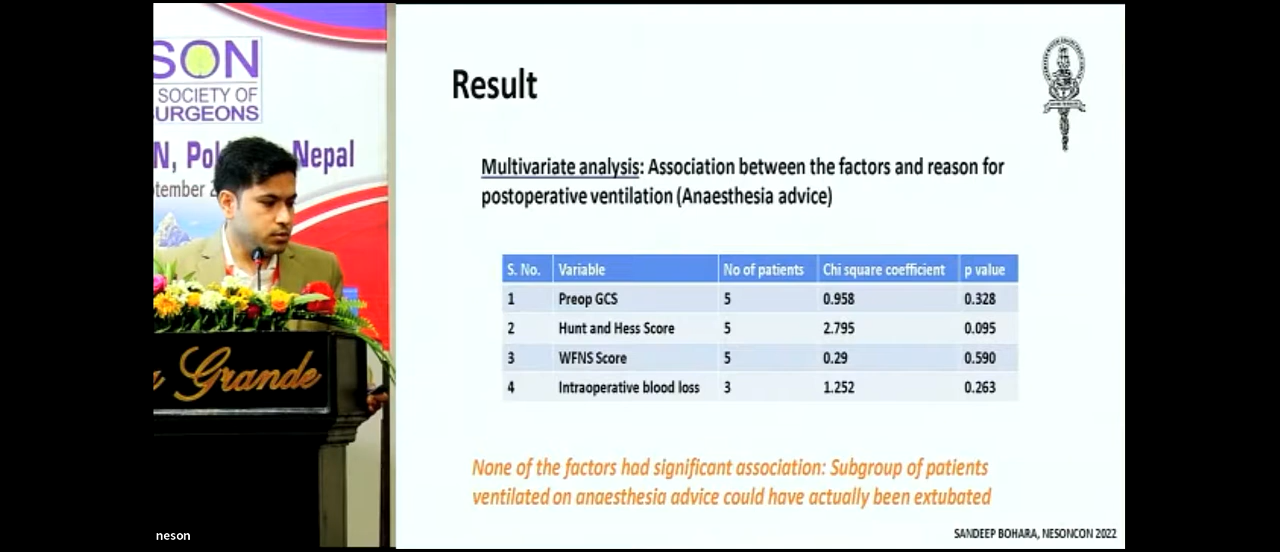 SON
SOCIETY OF
URGEONS
N, Pok
Nepal
tember 2
a Grande
neson
Result
Multivariate analysis: Association between the factors and reason for
postoperative ventilation (Anaesthesia advice)
S. No. Variable No of patients Chi square coefficient p value
1 Preop GCS 5 0.958 0.328
2 Hunt and Hess Score 5 2.795 0.095
3 WFNS Score 5 0.29 0.590
4 Intraoperative blood loss 3 1.252 0.263
None of the factors had significant association: Subgroup of patients
ventilated on anaesthesia advice could have actually been extubated
SANDEEP BOHARA, NESONCON 2022